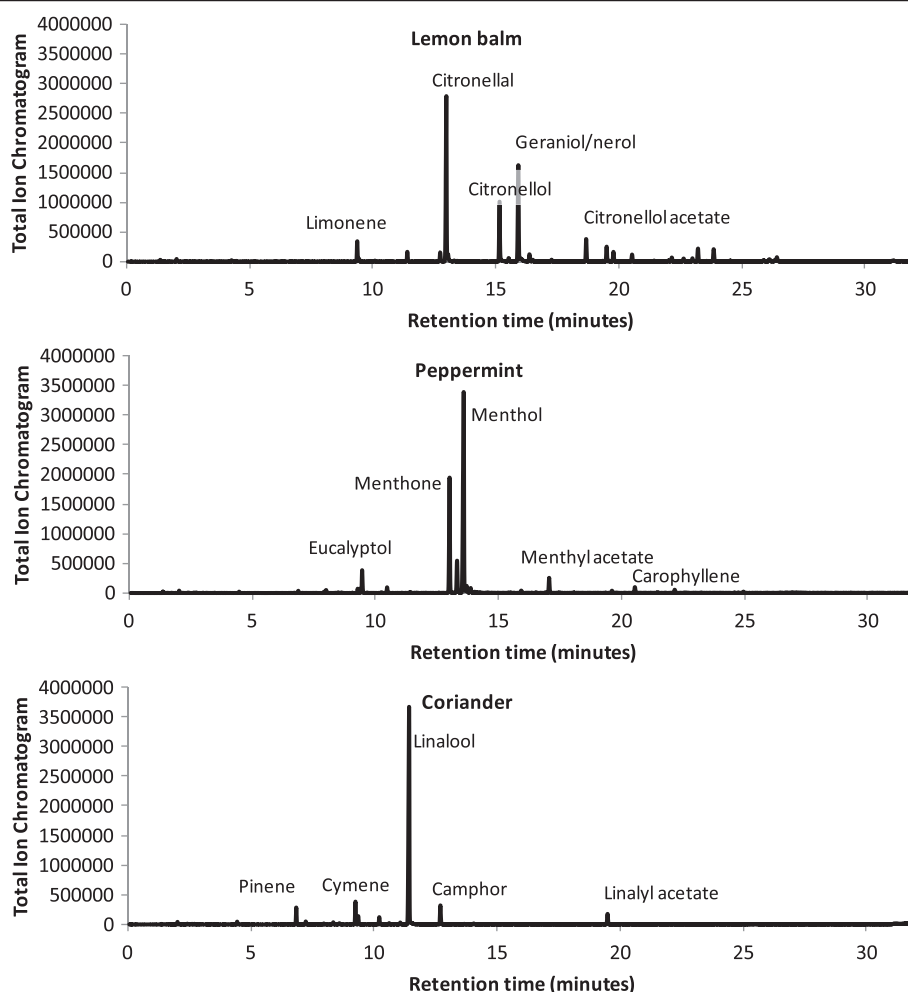 Lemon balm
Total Ion Chromatogram
4000000
3500000
3000000
2500000
2000000
1500000
1000000
500000
0
Citronellal
Geraniol/nerol
Citronellol
Limonene
Citronellol acetate
0 5 10 15 20 25 30
Retention time (minutes)
Peppermint
Total Ion Chromatogram
4000000
3500000
3000000
2500000
2000000
1500000
1000000
500000
0
Menthol
Menthone
Eucalyptol
Menthyl acetate
Carophyllene
0 5 10 15 20 25 30
Retention time (minutes)
Coriander
Total Ion Chromatogram
4000000
3500000
3000000
2500000
2000000
1500000
1000000
500000
0
Linalool
Pinene
Cymene
Camphor
Linalyl acetate
0 5 10 15 20 25 30
Retention time (minutes)